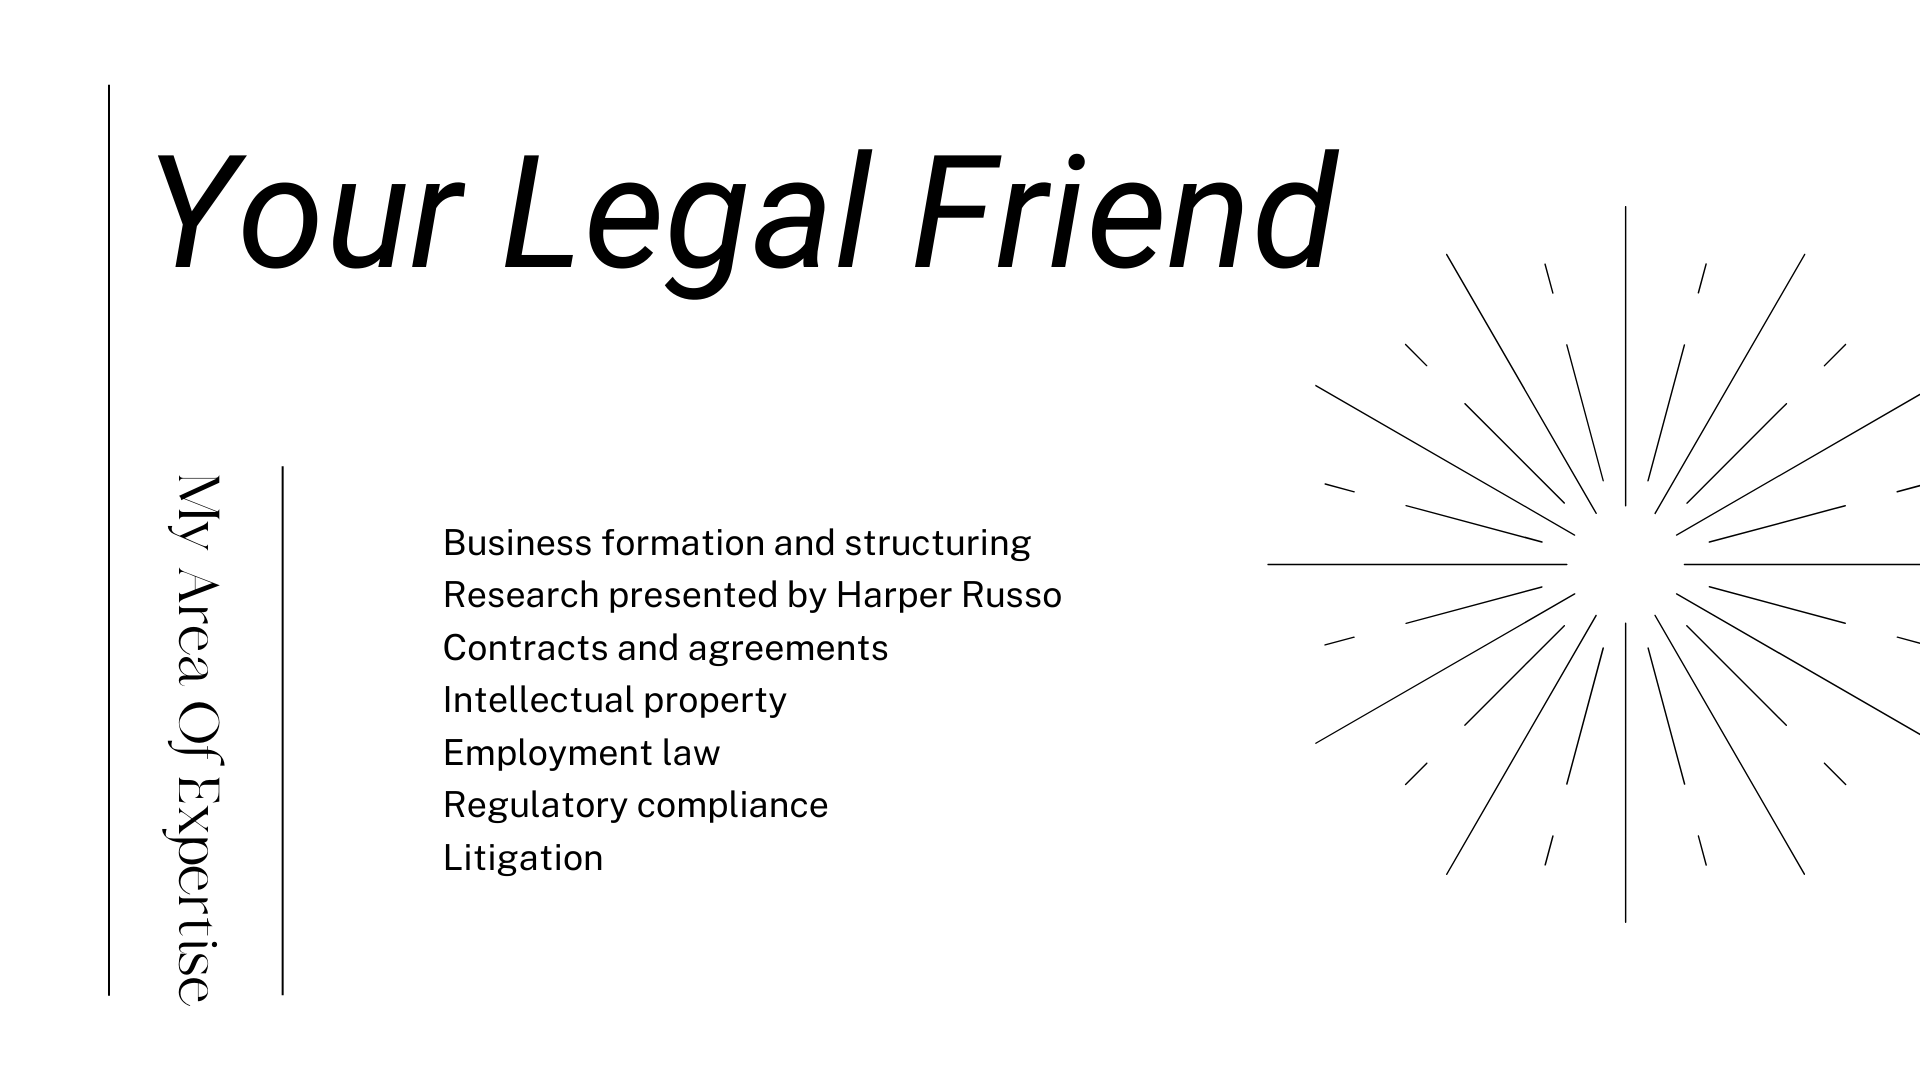 Your Legal Friend
My Area Of Expertise
Business formation and structuring
Research presented by Harper Russo
Contracts and agreements
Intellectual property
Employment law
Regulatory compliance
Litigation